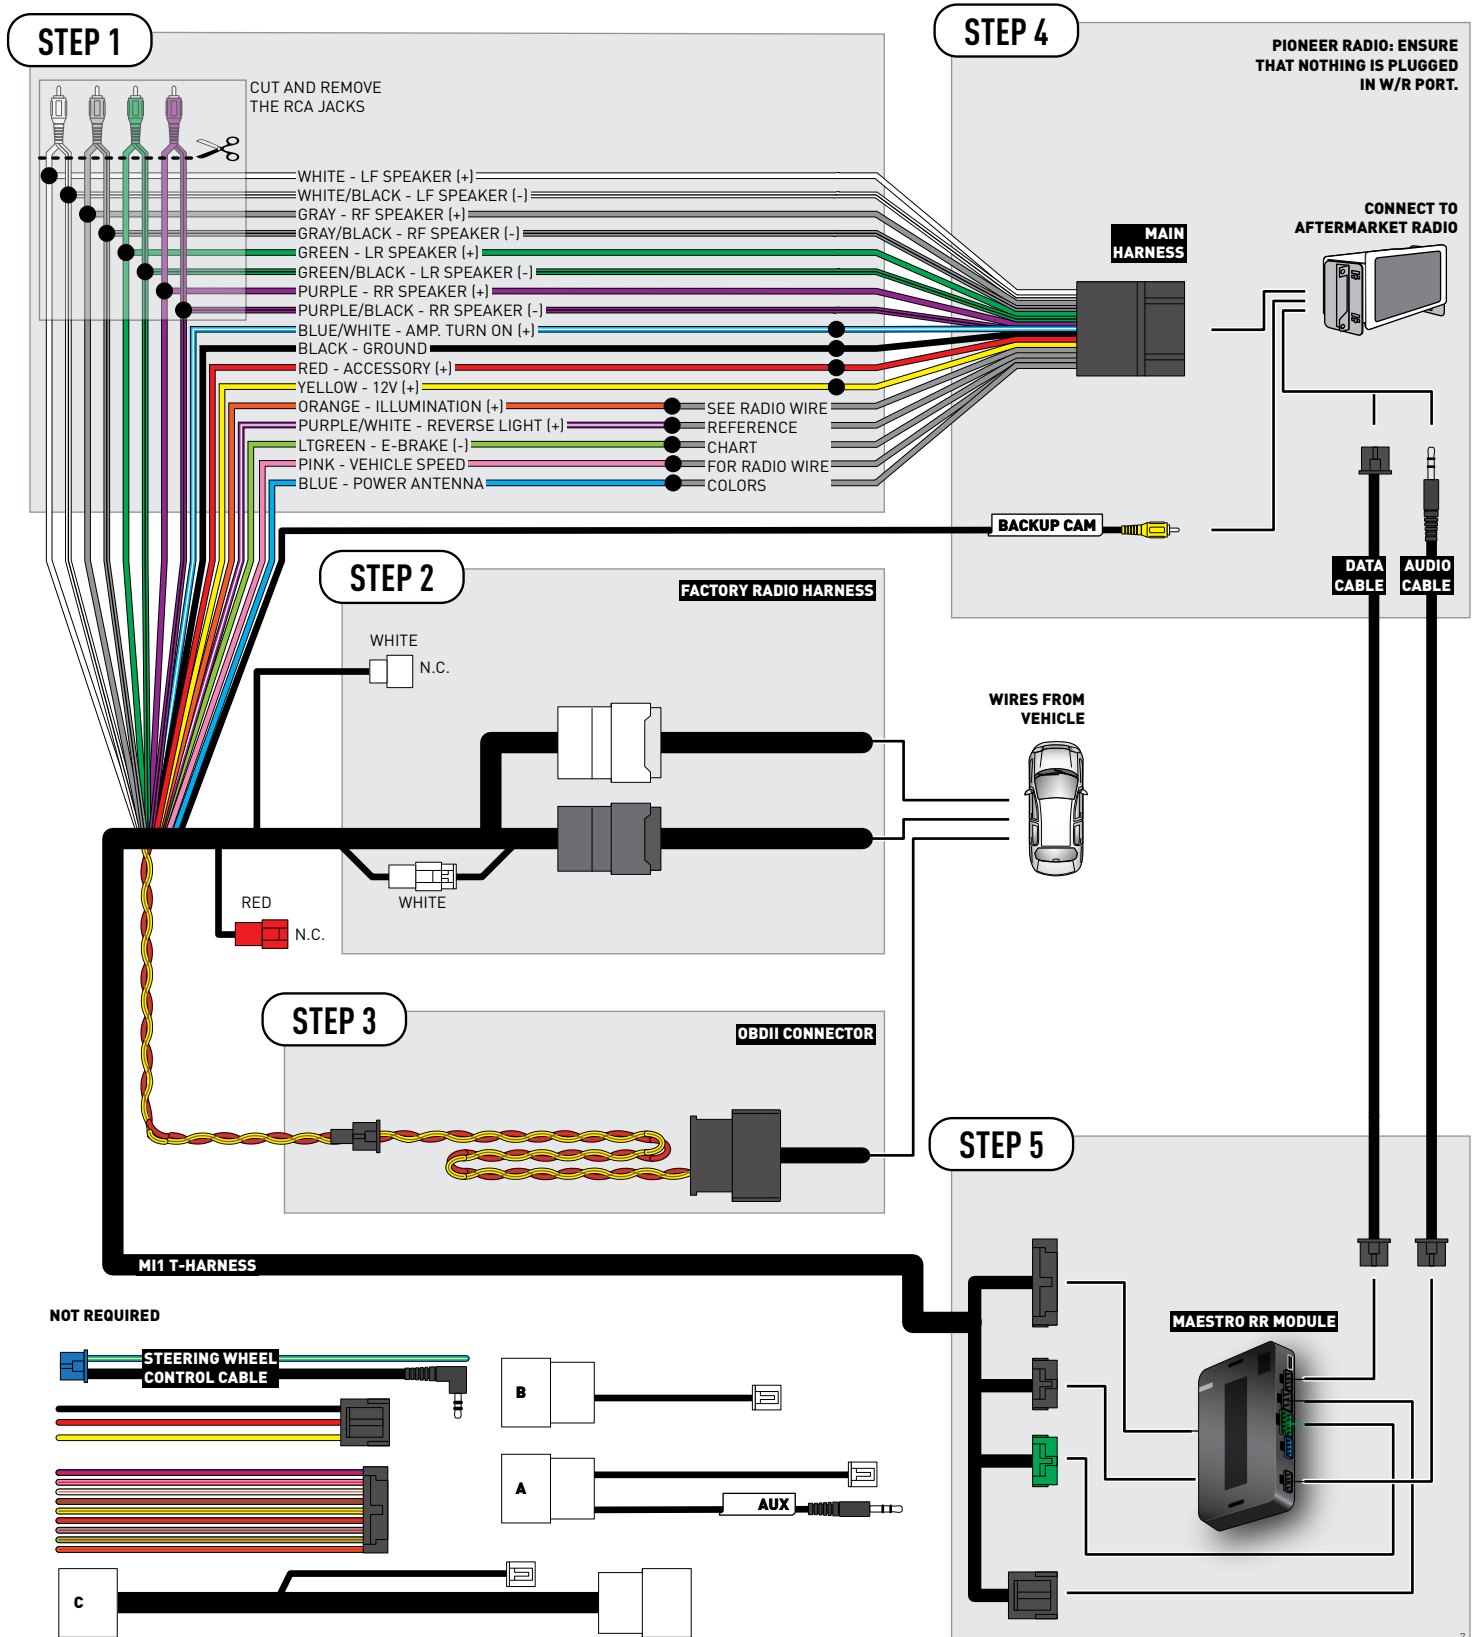 STEP 1
CUT AND REMOVE
THE RCA JACKS
WHITE - LF SPEAKER (+)
WHITE/BLACK - LF SPEAKER (-)
GRAY - RF SPEAKER (+)
GRAY/BLACK - RF SPEAKER (-)
GREEN - LR SPEAKER (+)
GREEN/BLACK - LR SPEAKER (-)
PURPLE - RR SPEAKER (+)
PURPLE/BLACK - RR SPEAKER (-)
BLUE/WHITE - AMP. TURN ON (+)
BLACK - GROUND
RED - ACCESSORY (+)
YELLOW - 12V (+)
ORANGE - ILLUMINATION (+)
PURPLE/WHITE - REVERSE LIGHT (+)
LTGREEN - E-BRAKE (-)
PINK - VEHICLE SPEED
BLUE - POWER ANTENNA
SEE RADIO WIRE
REFERENCE
CHART
FOR RADIO WIRE
COLORS
STEP 4
PIONEER RADIO: ENSURE
THAT NOTHING IS PLUGGED
IN W/R PORT.
MAIN
HARNESS
CONNECT TO
AFTERMARKET RADIO
BACKUP CAM
DATA
CABLE
AUDIO
CABLE
STEP 2
FACTORY RADIO HARNESS
WHITE
N.C.
WHITE
RED
N.C.
WIRES FROM
VEHICLE
STEP 3
OBDII CONNECTOR
MI1 T-HARNESS
STEP 5
MAESTRO RR MODULE
NOT REQUIRED
STEERING WHEEL
CONTROL CABLE
B
A
AUX
C
7